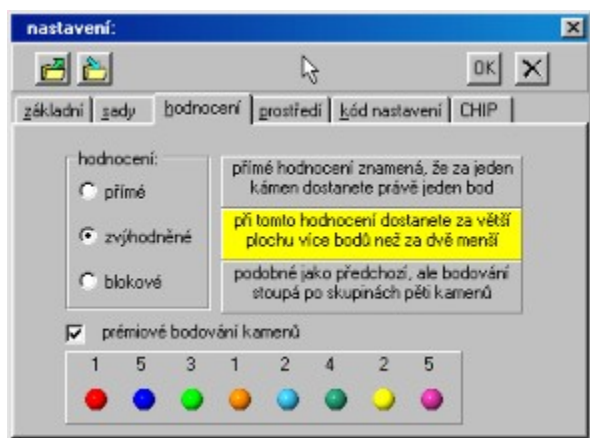 nastavení:
OK
základní sady hodnocení prostředí kód nastavení CHIP
hodnocení:
přímé
zvýhodněné
blokové
přímé hodnocení znamená, že za jeden
kámen dostanete právě jeden bod
při tomto hodnocení dostanete za větší
plochu více bodů než za dvě menší
podobné jako předchozí, ale bodování
stoupá po skupinách pěti kamenů
prémiové bodování kamenů
1 5 3 1 2 4 2 5